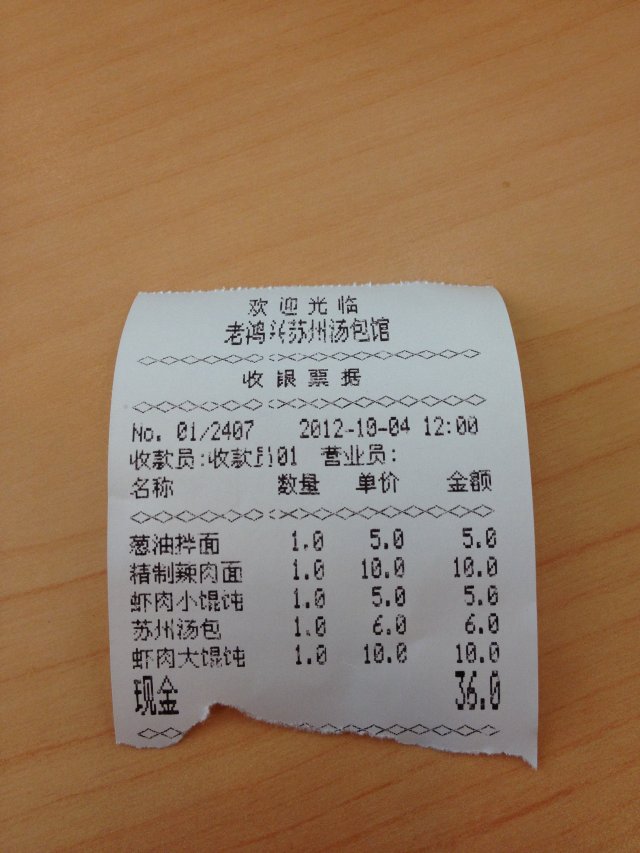 欢迎光临
老鸿兴苏州汤包馆
收银票据
No. 01/2407 2012-10-04 12:00
收款员:收款员01 营业员:
名称 数量 单价 金额
葱油拌面 1.0 5.0 5.0
精制辣肉面 1.0 10.0 10.0
虾肉小馄饨 1.0 5.0 5.0
苏州汤包 1.0 6.0 6.0
虾肉大馄饨 1.0 10.0 10.0
现金 36.0